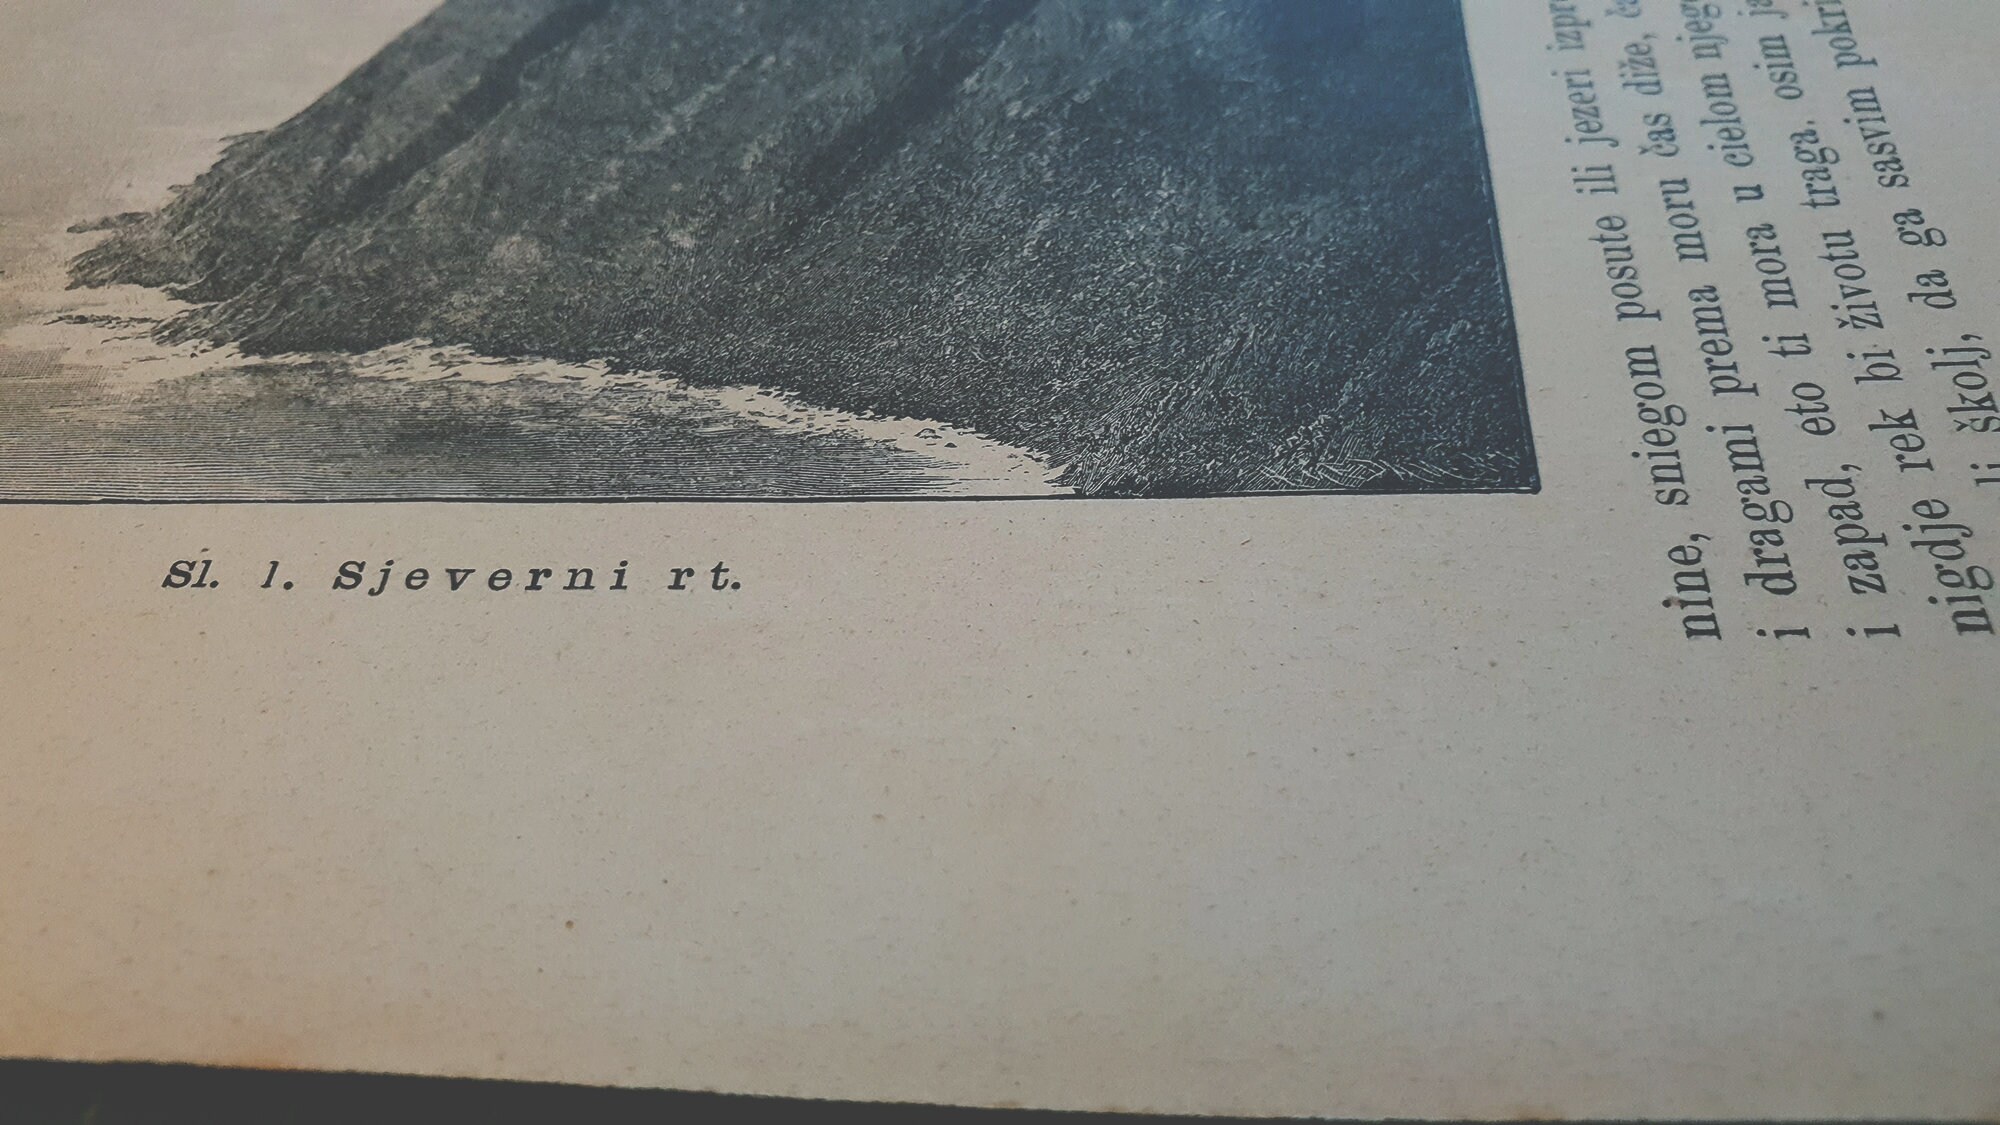 Sl. 1. Sjeverni rt.
nine, sniegom posute ili jezeri
i dragami prema moru čas diže,
i zapad, eto ti mora u cielom
nigdje rek bi životu traga, osim
školj, da ga sasvim